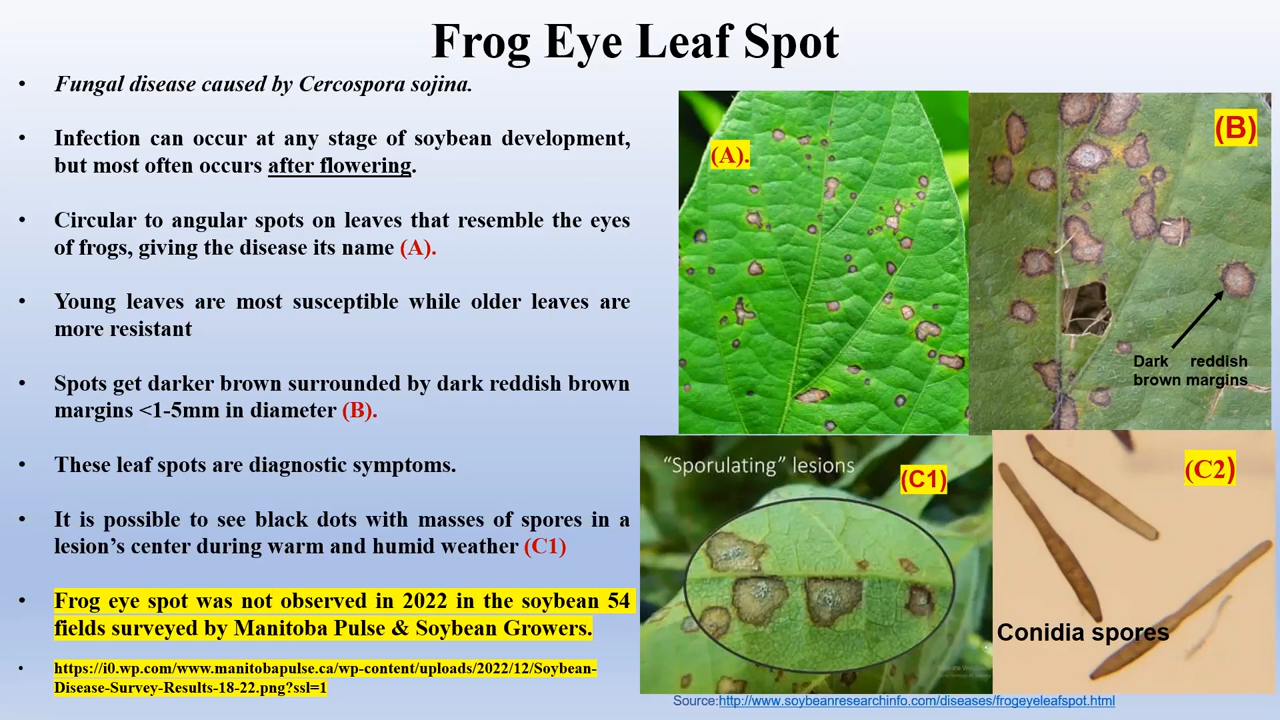 Frog Eye Leaf Spot
• Fungal disease caused by Cercospora sojina.
• Infection can occur at any stage of soybean development,
but most often occurs after flowering.
• Circular to angular spots on leaves that resemble the eyes
of frogs, giving the disease its name (A).
• Young leaves are most susceptible while older leaves are
more resistant
• Spots get darker brown surrounded by dark reddish brown
margins <1-5mm in diameter (B).
• These leaf spots are diagnostic symptoms.
• It is possible to see black dots with masses of spores in a
lesion’s center during warm and humid weather (C1)
• Frog eye spot was not observed in 2022 in the soybean 54
fields surveyed by Manitoba Pulse & Soybean Growers.
• https://i0.wp.com/www.manitobapulse.ca/wp-content/uploads/2022/12/Soybean-
Disease-Survey-Results-18-22.png?ssl=1
(A).
(B)
Dark reddish
brown margins
“Sporulating” lesions
(C1)
(C2)
Conidia spores
Source:http://www.soybeanresearchinfo.com/diseases/frogeyeleafspot.html